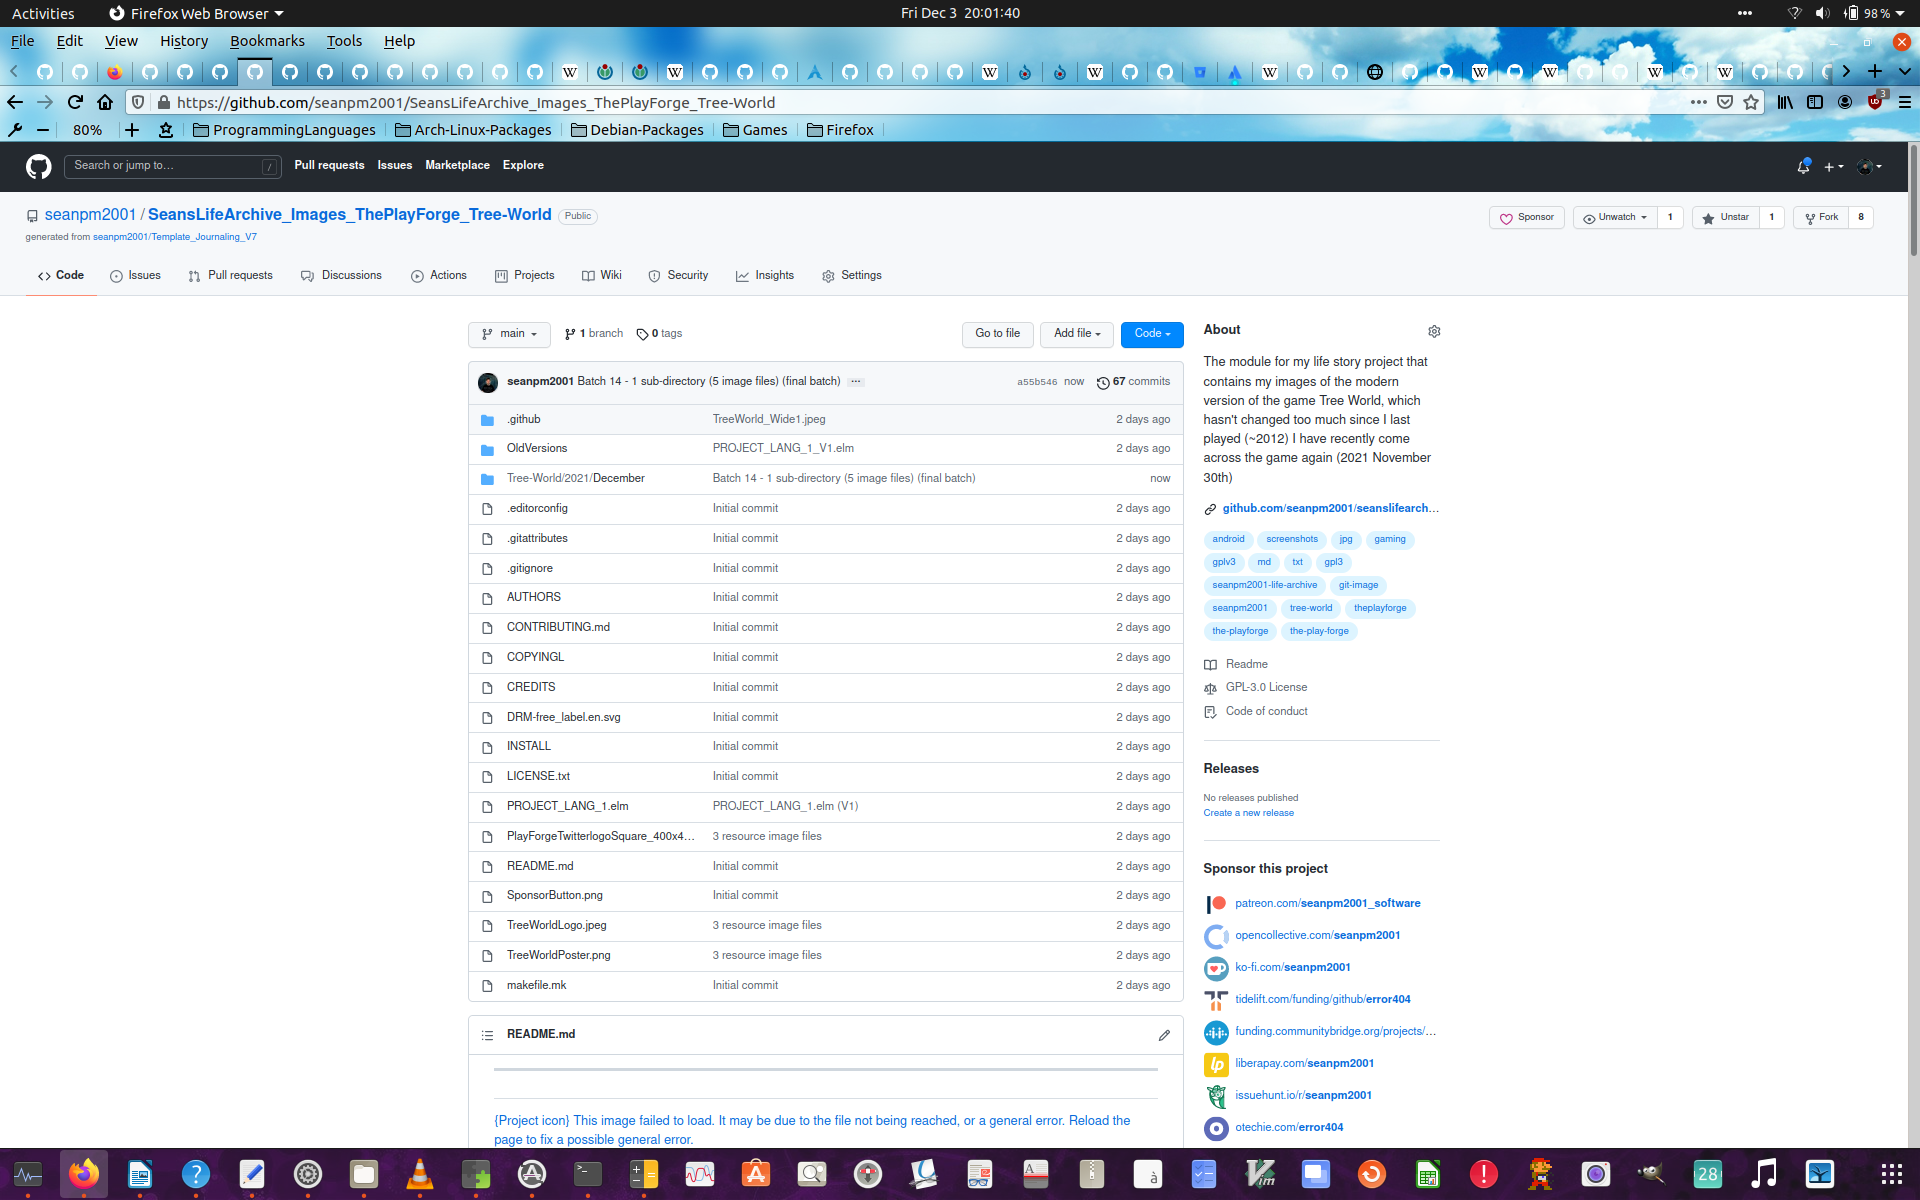 Activities
Firefox Web Browser
Fri Dec 3 20:01:40
98 %
File Edit View History Bookmarks Tools Help
https://github.com/seanpm2001/SeansLifeArchive_Images_ThePlayForge_Tree-World
3
80%
ProgrammingLanguages
Arch-Linux-Packages
Debian-Packages
Games
Firefox
Search or jump to…
/
Pull requests
Issues
Marketplace
Explore
seanpm2001 / SeansLifeArchive_Images_ThePlayForge_Tree-World
Public
generated from seanpm2001/Template_Journaling_V7
Sponsor
Unwatch 1
Unstar 1
Fork 8
Code
Issues
Pull requests
Discussions
Actions
Projects
Wiki
Security
Insights
Settings
main
1 branch
0 tags
Go to file
Add file
Code
seanpm2001 Batch 14 - 1 sub-directory (5 image files) (final batch) ...
a55b546 now
67 commits
.github TreeWorld_Wide1.jpeg 2 days ago
OldVersions PROJECT_LANG_1_V1.elm 2 days ago
Tree-World/2021/December Batch 14 - 1 sub-directory (5 image files) (final batch) now
.editorconfig Initial commit 2 days ago
.gitattributes Initial commit 2 days ago
.gitignore Initial commit 2 days ago
AUTHORS Initial commit 2 days ago
CONTRIBUTING.md Initial commit 2 days ago
COPYINGL Initial commit 2 days ago
CREDITS Initial commit 2 days ago
DRM-free_label.en.svg Initial commit 2 days ago
INSTALL Initial commit 2 days ago
LICENSE.txt Initial commit 2 days ago
PROJECT_LANG_1.elm PROJECT_LANG_1.elm (V1) 2 days ago
PlayForgeTwitterlogoSquare_400x4… 3 resource image files 2 days ago
README.md Initial commit 2 days ago
SponsorButton.png Initial commit 2 days ago
TreeWorldLogo.jpeg 3 resource image files 2 days ago
TreeWorldPoster.png 3 resource image files 2 days ago
makefile.mk Initial commit 2 days ago
README.md
{Project icon} This image failed to load. It may be due to the file not being reached, or a general error. Reload the
page to fix a possible general error.
About
The module for my life story project that
contains my images of the modern
version of the game Tree World, which
hasn't changed too much since I last
played (~2012) I have recently come
across the game again (2021 November
30th)
github.com/seanpm2001/seanslifearch…
android screenshots jpg gaming
gplv3 md txt gpl3
seanpm2001-life-archive git-image
seanpm2001 tree-world theplayforge
the-playforge the-play-forge
Readme
GPL-3.0 License
Code of conduct
Releases
No releases published
Create a new release
Sponsor this project
patreon.com/seanpm2001_software
opencollective.com/seanpm2001
ko-fi.com/seanpm2001
tidelift.com/funding/github/error404
funding.communitybridge.org/projects/…
liberapay.com/seanpm2001
issuehunt.io/r/seanpm2001
otechie.com/error404
28